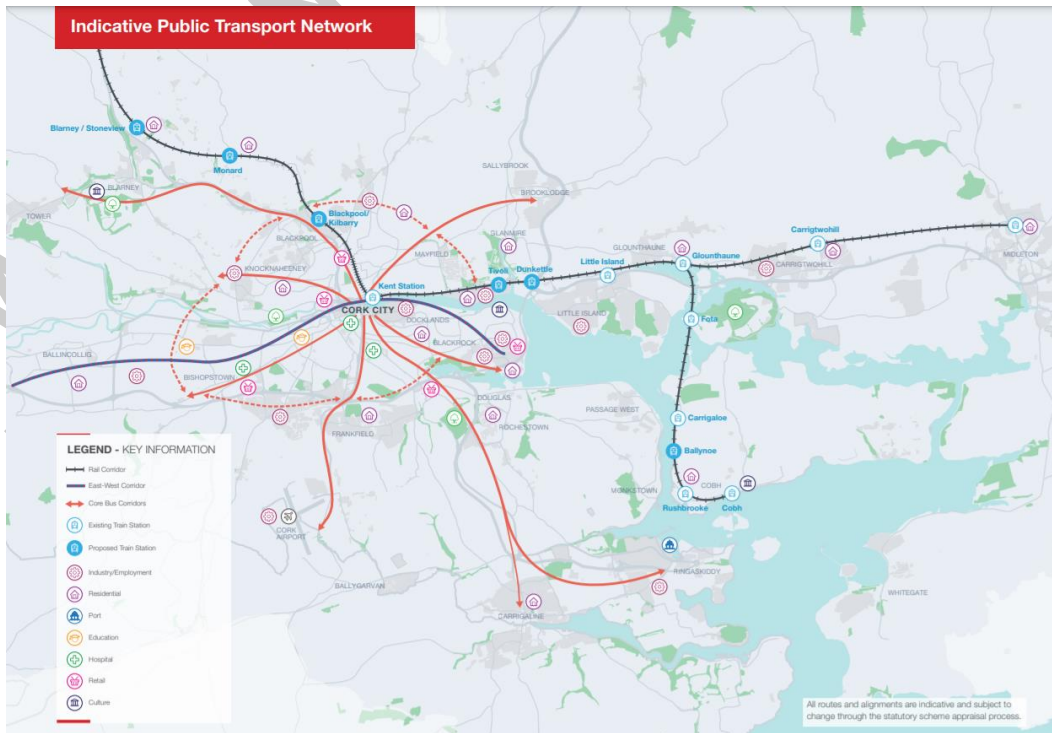 Indicative Public Transport Network
Blarney / Stoneview
Monard
SALLYBROOK
BROOKLODGE
BLARNEY
TOWER
Blackpool/
Kilbarry
BLACKPOOL
GLANMIRE
MAYFIELD
GLOUNTHAUNE
Carrigtwohill
Glounthaune
Little Island
CARRIGTWOHILL
MIDLETON
KNOCKNAHEENEY
Tivoli
Dunkettle
Kent Station
CORK CITY
LITTLE ISLAND
Fota
DOCKLANDS
BLACKROCK
BALLINCOLLIG
BISHOPSTOWN
DOUGLAS
PASSAGE WEST
Carrigaloe
ROCHESTOWN
FRANKFIELD
Ballynoe
LEGEND - KEY INFORMATION
Rail Corridor
East-West Corridor
Core Bus Corridors
Existing Train Station
Proposed Train Station
Industry/Employment
Residential
Port
Education
Hospital
Retail
Culture
MONKSTOWN
COBH
Rushbrooke
Cobh
CORK
AIRPORT
RINGASKIDDY
BALLYGARVAN
WHITEGATE
CARRIGALINE
All routes and alignments are indicative and subject to
change through the statutory scheme appraisal process.